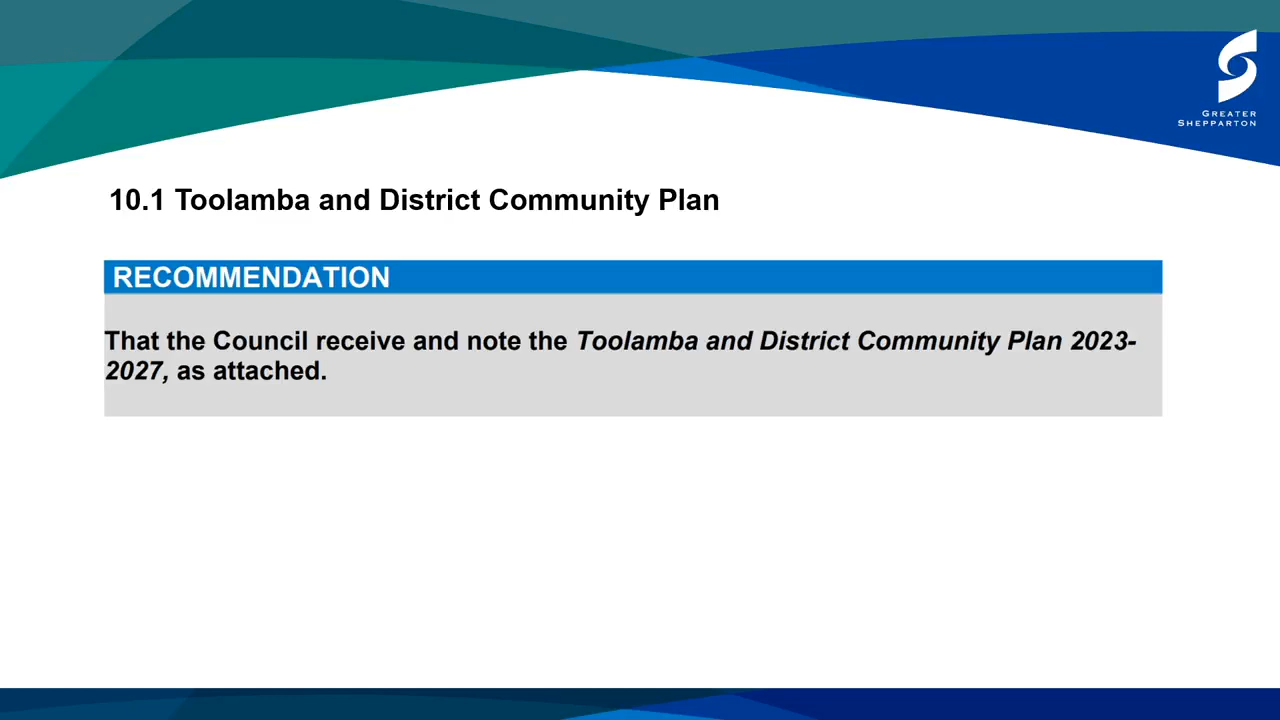 GREATER
SHEPPARTON
10.1 Toolamba and District Community Plan
RECOMMENDATION
That the Council receive and note the Toolamba and District Community Plan 2023-
2027, as attached.